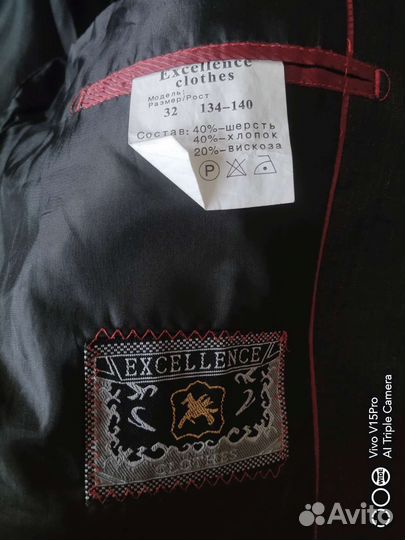 Excellence
clothes
Модель:
Размер/Рост
32 134-140
Состав: 40%-шерсть
40%-хлопок
20%-вискоза
P
EXCELLENCE
CLOTHES
Vivo V15Pro
AI Triple Camera
Avito